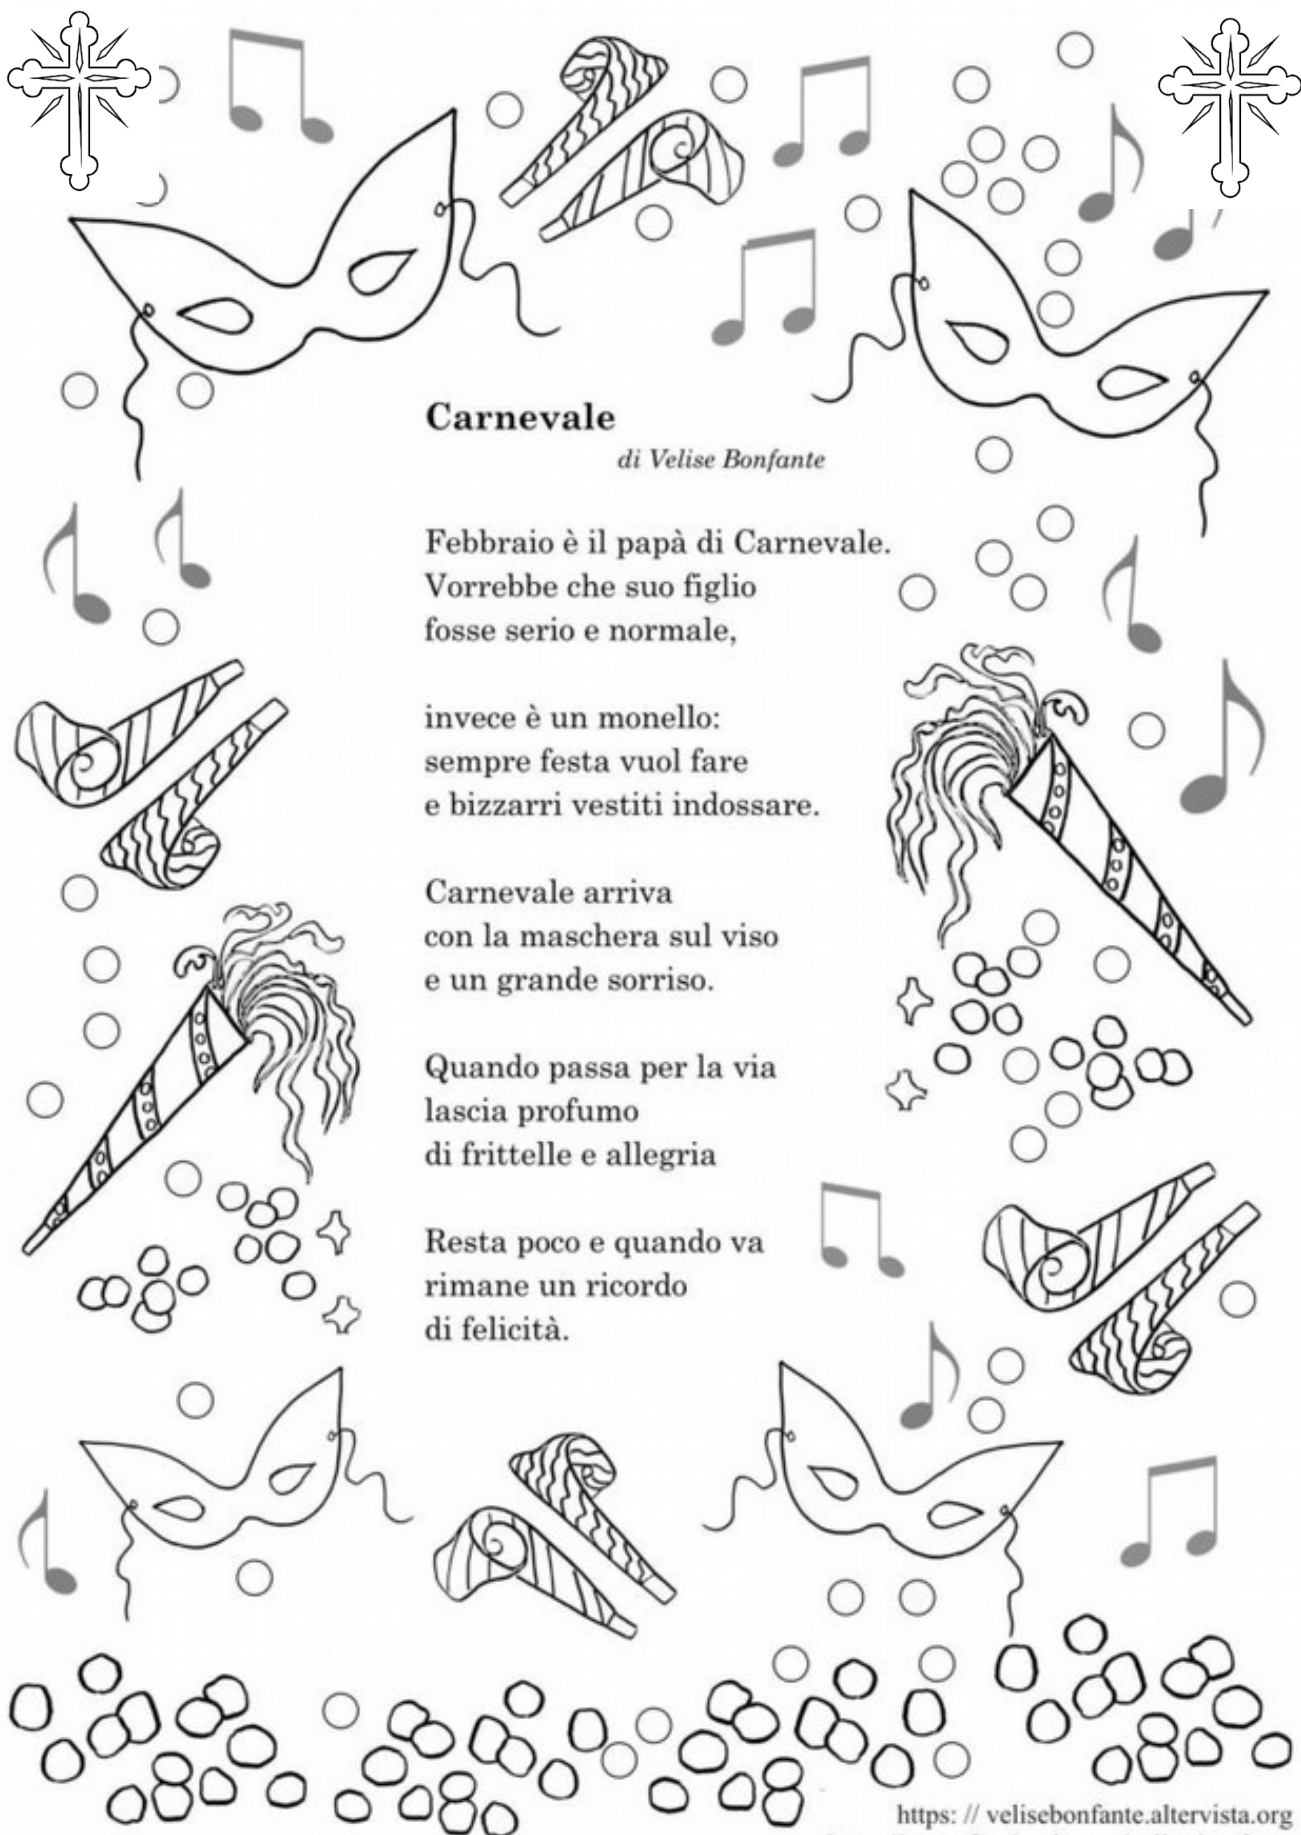 Carnevale
di Velise Bonfante
Febbraio è il papà di Carnevale.
Vorrebbe che suo figlio
fosse serio e normale,
invece è un monello:
sempre festa vuol fare
e bizzarri vestiti indossare.
Carnevale arriva
con la maschera sul viso
e un grande sorriso.
Quando passa per la via
lascia profumo
di frittelle e allegria
Resta poco e quando va
rimane un ricordo
di felicità.
https: // velisebonfante.altervista.org